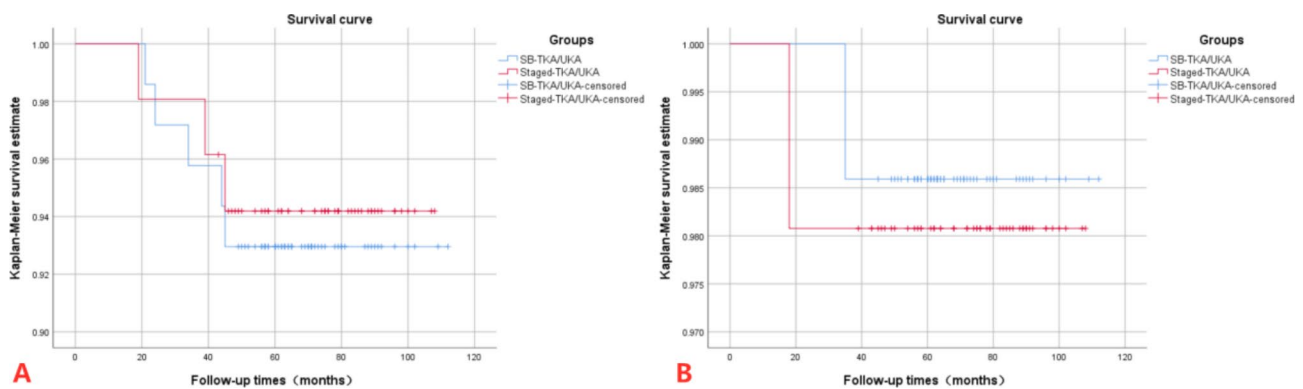 Survival curve
Groups
SB-TKA/UKA
Staged-TKA/UKA
SB-TKA/UKA-censored
Staged-TKA/UKA-censored
Kaplan-Meier survival estimate
1.00
0.98
0.96
0.94
0.92
0.90
0 20 40 60 80 100 120
Follow-up times（months）
A
Survival curve
Groups
SB-TKA/UKA
Staged-TKA/UKA
SB-TKA/UKA-censored
Staged-TKA/UKA-censored
Kaplan-Meier survival estimate
1.000
0.995
0.990
0.985
0.980
0.975
0.970
0 20 40 60 80 100 120
Follow-up times（months）
B